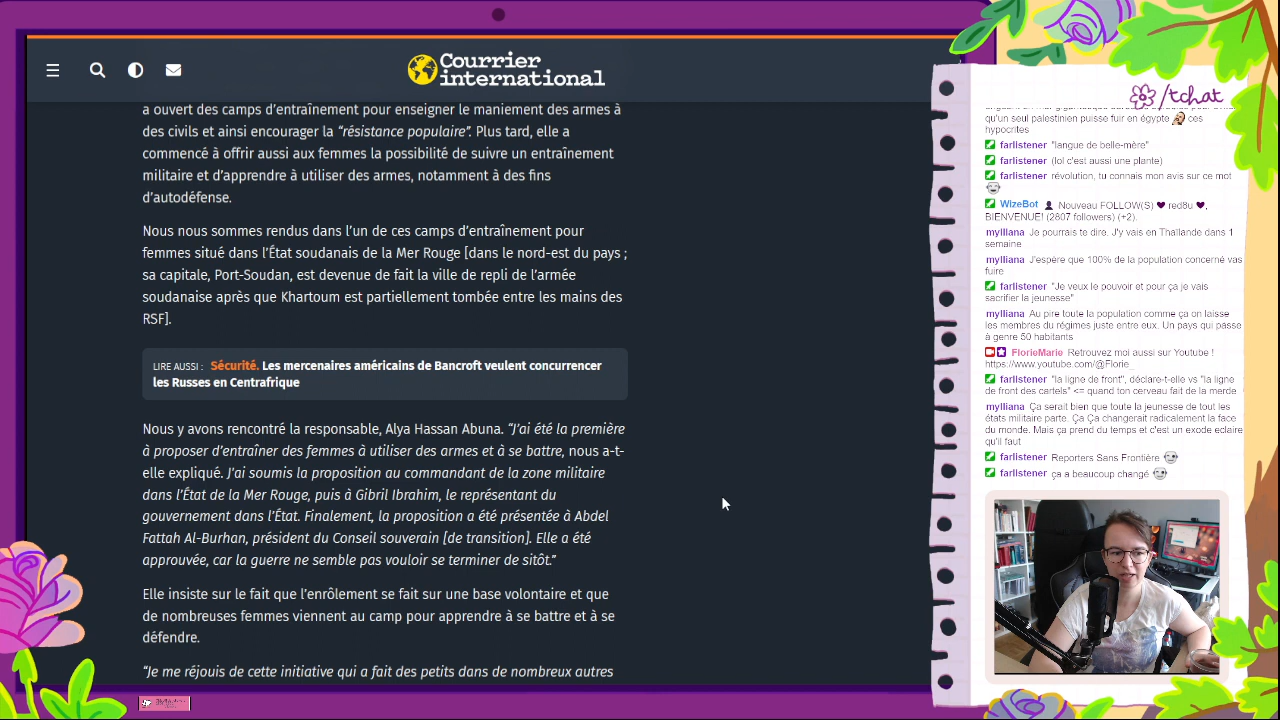 Courrier
international
a ouvert des camps d'entraînement pour enseigner le maniement des armes à
des civils et ainsi encourager la “résistance populaire”. Plus tard, elle a
commencé à offrir aussi aux femmes la possibilité de suivre un entraînement
militaire et d'apprendre à utiliser des armes, notamment à des fins
d'autodéfense.
Nous nous sommes rendus dans l'un de ces camps d'entraînement pour
femmes situé dans l'État soudanais de la Mer Rouge [dans le nord-est du pays ;
sa capitale, Port-Soudan, est devenue de fait la ville de repli de l'armée
soudanaise après que Khartoum est partiellement tombée entre les mains des
RSF].
LIRE AUSSI : Sécurité. Les mercenaires américains de Bancroft veulent concurrencer
les Russes en Centrafrique
Nous y avons rencontré la responsable, Alya Hassan Abuna. “J'ai été la première
à proposer d'entraîner des femmes à utiliser des armes et à se battre, nous a-t-
elle expliqué. J'ai soumis la proposition au commandant de la zone militaire
dans l'État de la Mer Rouge, puis à Gibril Ibrahim, le représentant du
gouvernement dans l'État. Finalement, la proposition a été présentée à Abdel
Fattah Al-Burhan, président du Conseil souverain [de transition]. Elle a été
approuvée, car la guerre ne semble pas vouloir se terminer de sitôt.”
Elle insiste sur le fait que l'enrôlement se fait sur une base volontaire et que
de nombreuses femmes viennent au camp pour apprendre à se battre et à se
défendre.
“Je me réjouis de cette initiative qui a fait des petits dans de nombreux autres
/tchat
qu'un seul palestinien puisse fuir en égypte ces
hypocrites
farlistener "langue de belle-mère"
farlistener (lol c'est aussi une plante)
farlistener révolution, tu connais mon avis sur ce mot
WizeBot Nouveau FOLLOW(S) ♥ red8u ♥,
BIENVENUE! (2807 followers) (+2).
mylliana Je pourrais te dire. J'y vais en Thaïlande dans 1
semaine
mylliana J'espère que 100% de la population concerné vas
fuire
farlistener "Je veux le pouvoir et pour ça je vais
sacrifier la jeunesse"
mylliana Au pire toute la population comme ça on laisse
les membres du régimes juste entre eux. Un pays qui passe
à genre 50 habitants
FlorieMarie Retrouvez moi aussi sur Youtube !
https://www.youtube.com/@Florie_
farlistener "la ligne de front", déclare-t-elle vs "la ligne
de front des cartels" <= quand ton cerveau fait de la merde
mylliana Ça serait bien que toute la jeunesse de tout les
états militaire parte. Ça Ça changerait radicalement la face
du monde. Mais ça prend du temps et c'est un exode eclaire
qu'il faut
farlistener Reporters Sans Frontière
farlistener ça a beaucoup changé